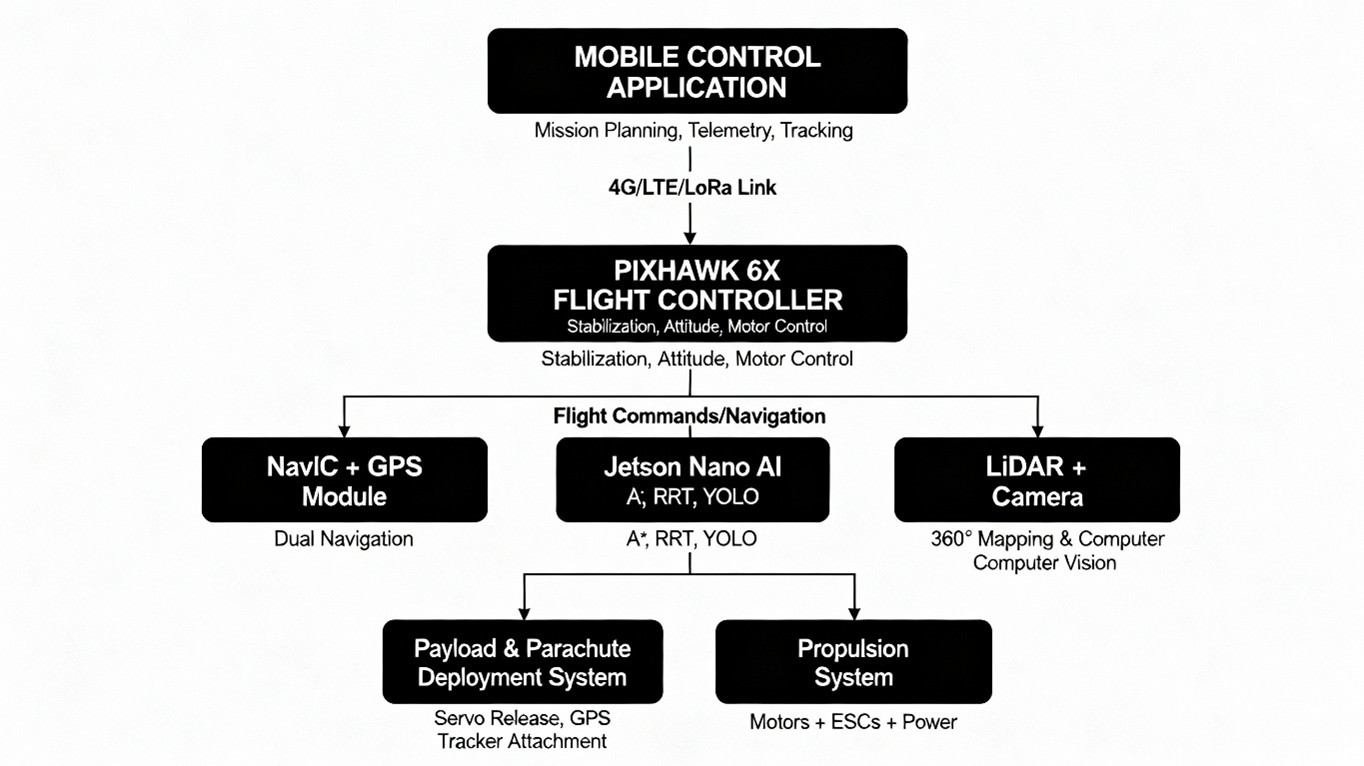 MOBILE CONTROL
APPLICATION
Mission Planning, Telemetry, Tracking
4G/LTE/LoRa Link
PIXHAWK 6X
FLIGHT CONTROLLER
Stabilization, Attitude, Motor Control
Stabilization, Attitude, Motor Control
Flight Commands/Navigation
NavIC + GPS
Module
Dual Navigation
Jetson Nano AI
A*, RRT, YOLO
A*, RRT, YOLO
LiDAR +
Camera
360° Mapping & Computer
Computer Vision
Payload & Parachute
Deployment System
Servo Release, GPS
Tracker Attachment
Propulsion
System
Motors + ESCs + Power